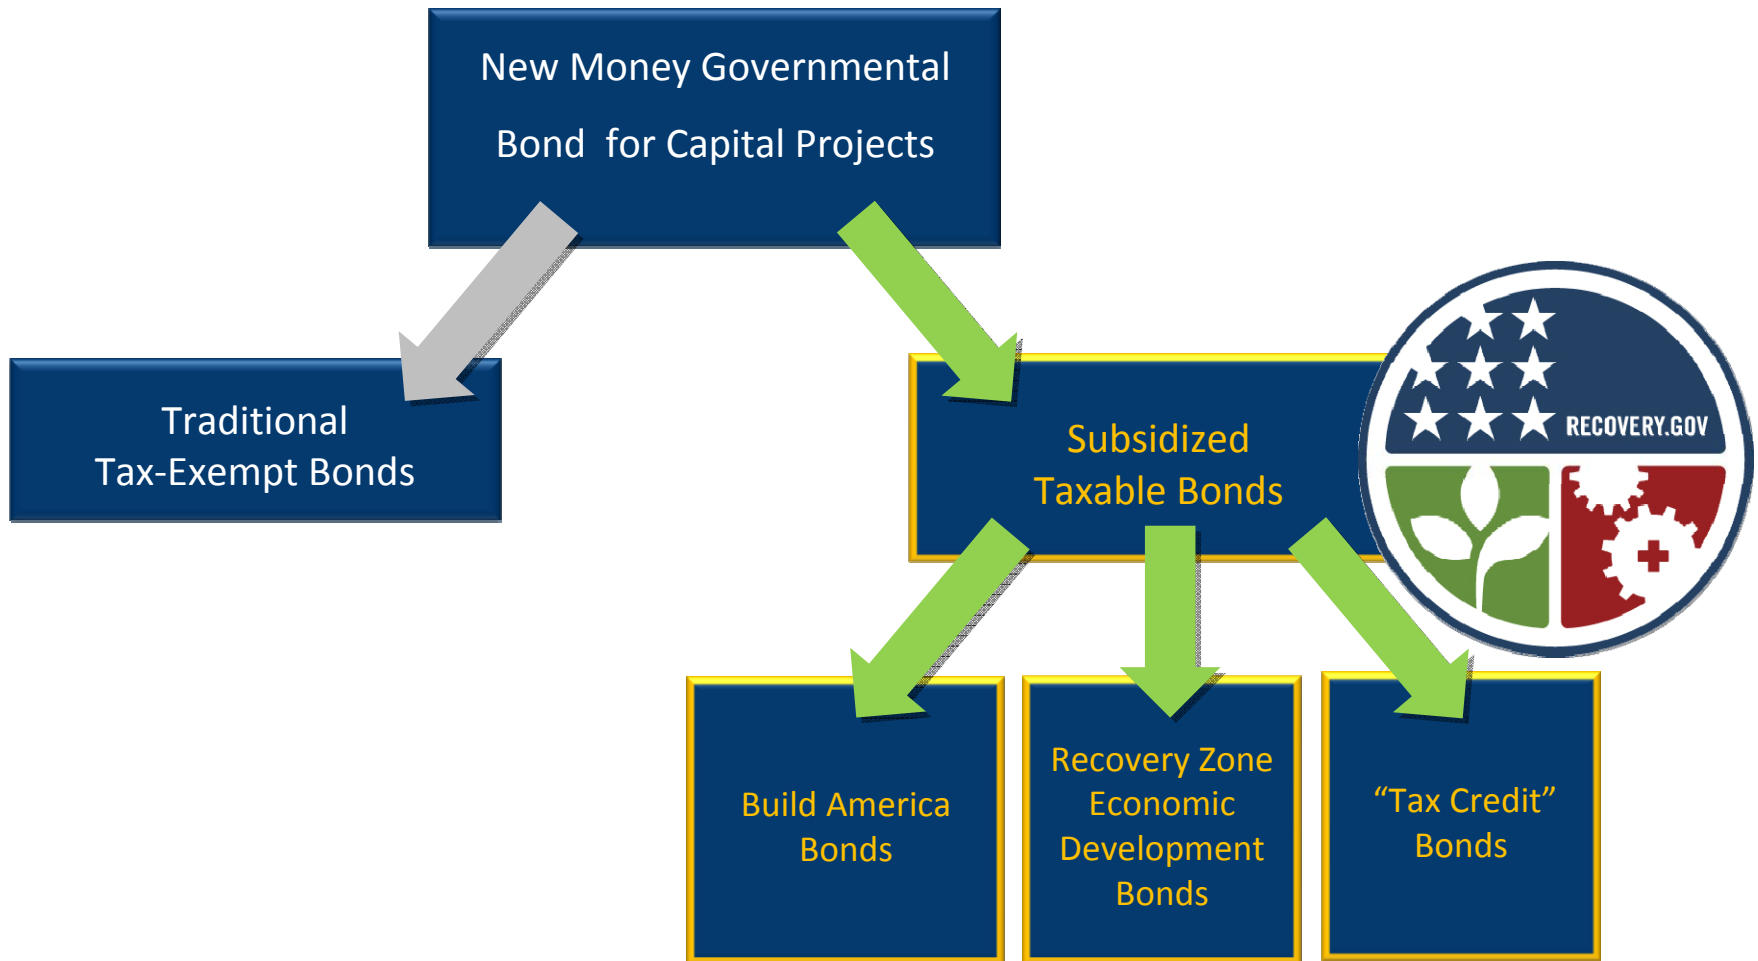 New Money Governmental
Bond for Capital Projects
Traditional
Tax-Exempt Bonds
Subsidized
Taxable Bonds
RECOVERY.GOV
Build America
Bonds
Recovery Zone
Economic
Development
Bonds
“Tax Credit”
Bonds